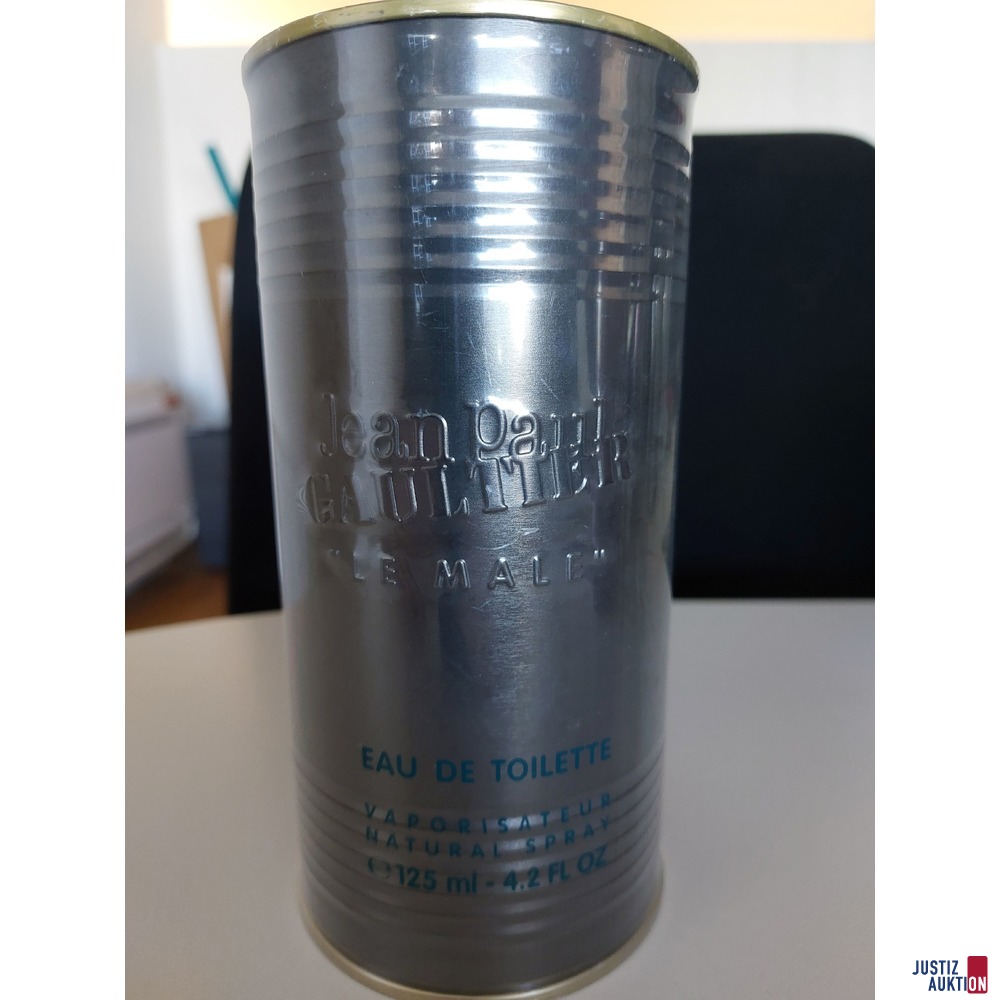 Jean Paul
GAULTIER
"LE MALE"
EAU DE TOILETTE
VAPORISATEUR
NATURAL SPRAY
℮ 125 ml - 4.2 FL OZ
JUSTIZ
AUKTION